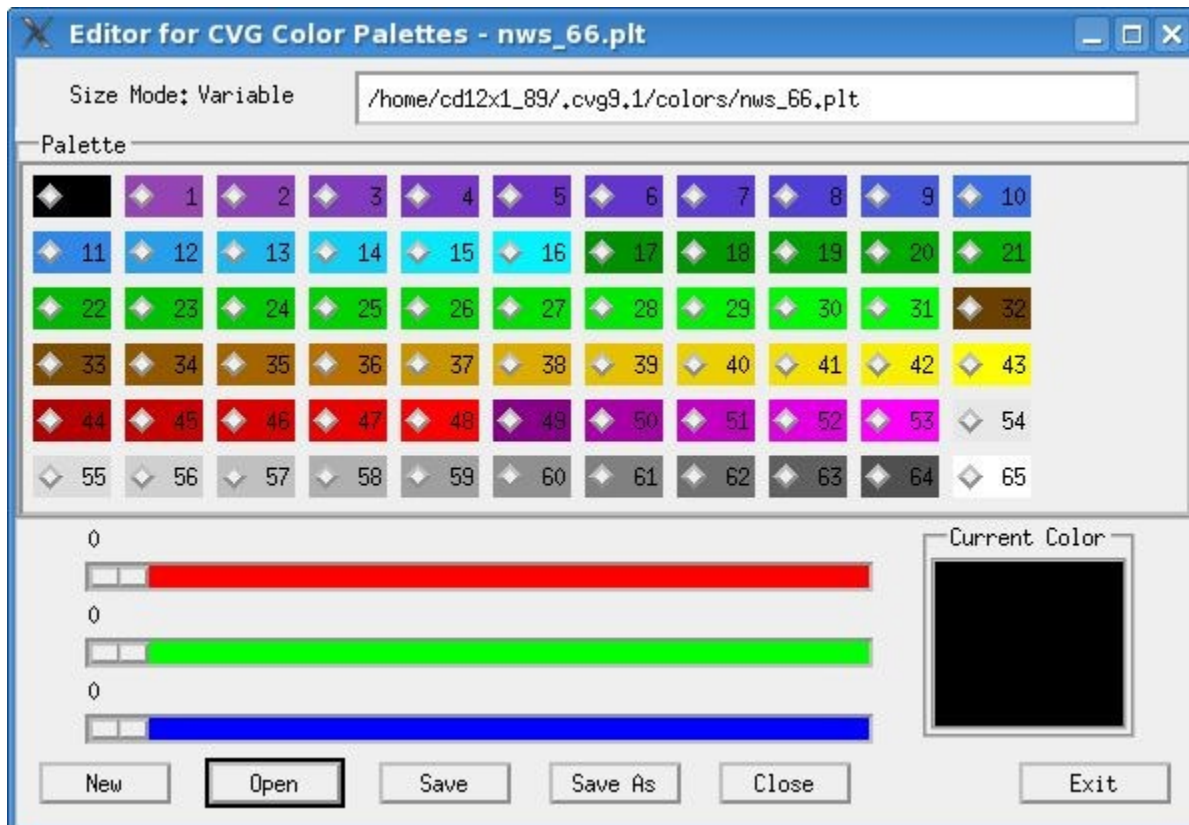 Editor for CVG Color Palettes - nws_66.plt
Size Mode: Variable /home/cd12x1_89/.cvg9.1/colors/nws_66.plt
Palette
1 2 3 4 5 6 7 8 9 10
11 12 13 14 15 16 17 18 19 20 21
22 23 24 25 26 27 28 29 30 31 32
33 34 35 36 37 38 39 40 41 42 43
44 45 46 47 48 49 50 51 52 53 54
55 56 57 58 59 60 61 62 63 64 65
0
Current Color
0
0
New Open Save Save As Close Exit